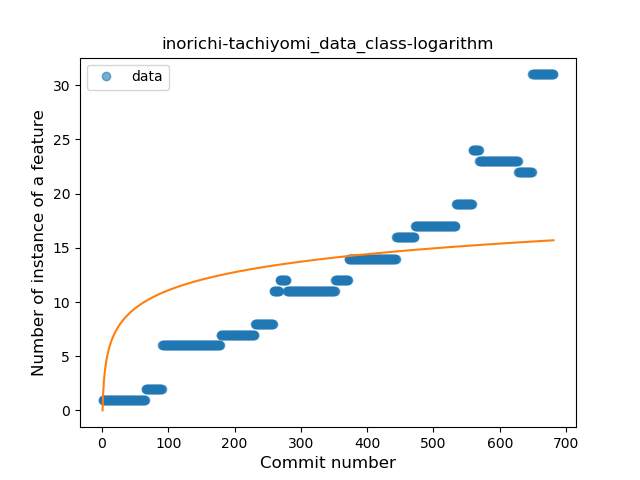 inorichi-tachiyomi_data_class-logarithm
data
Number of instance of a feature
30
25
20
15
10
5
0
0 100 200 300 400 500 600 700
Commit number